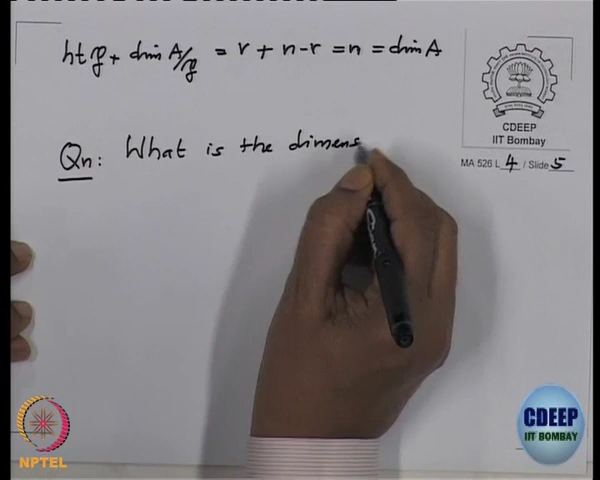 ht ℘ + dim A/℘ = r + n-r = n = dim A
CDEEP
IIT Bombay
MA 526 L 4 / Slide 5
Qn: What is the dimens
NPTEL
CDEEP
IIT BOMBAY